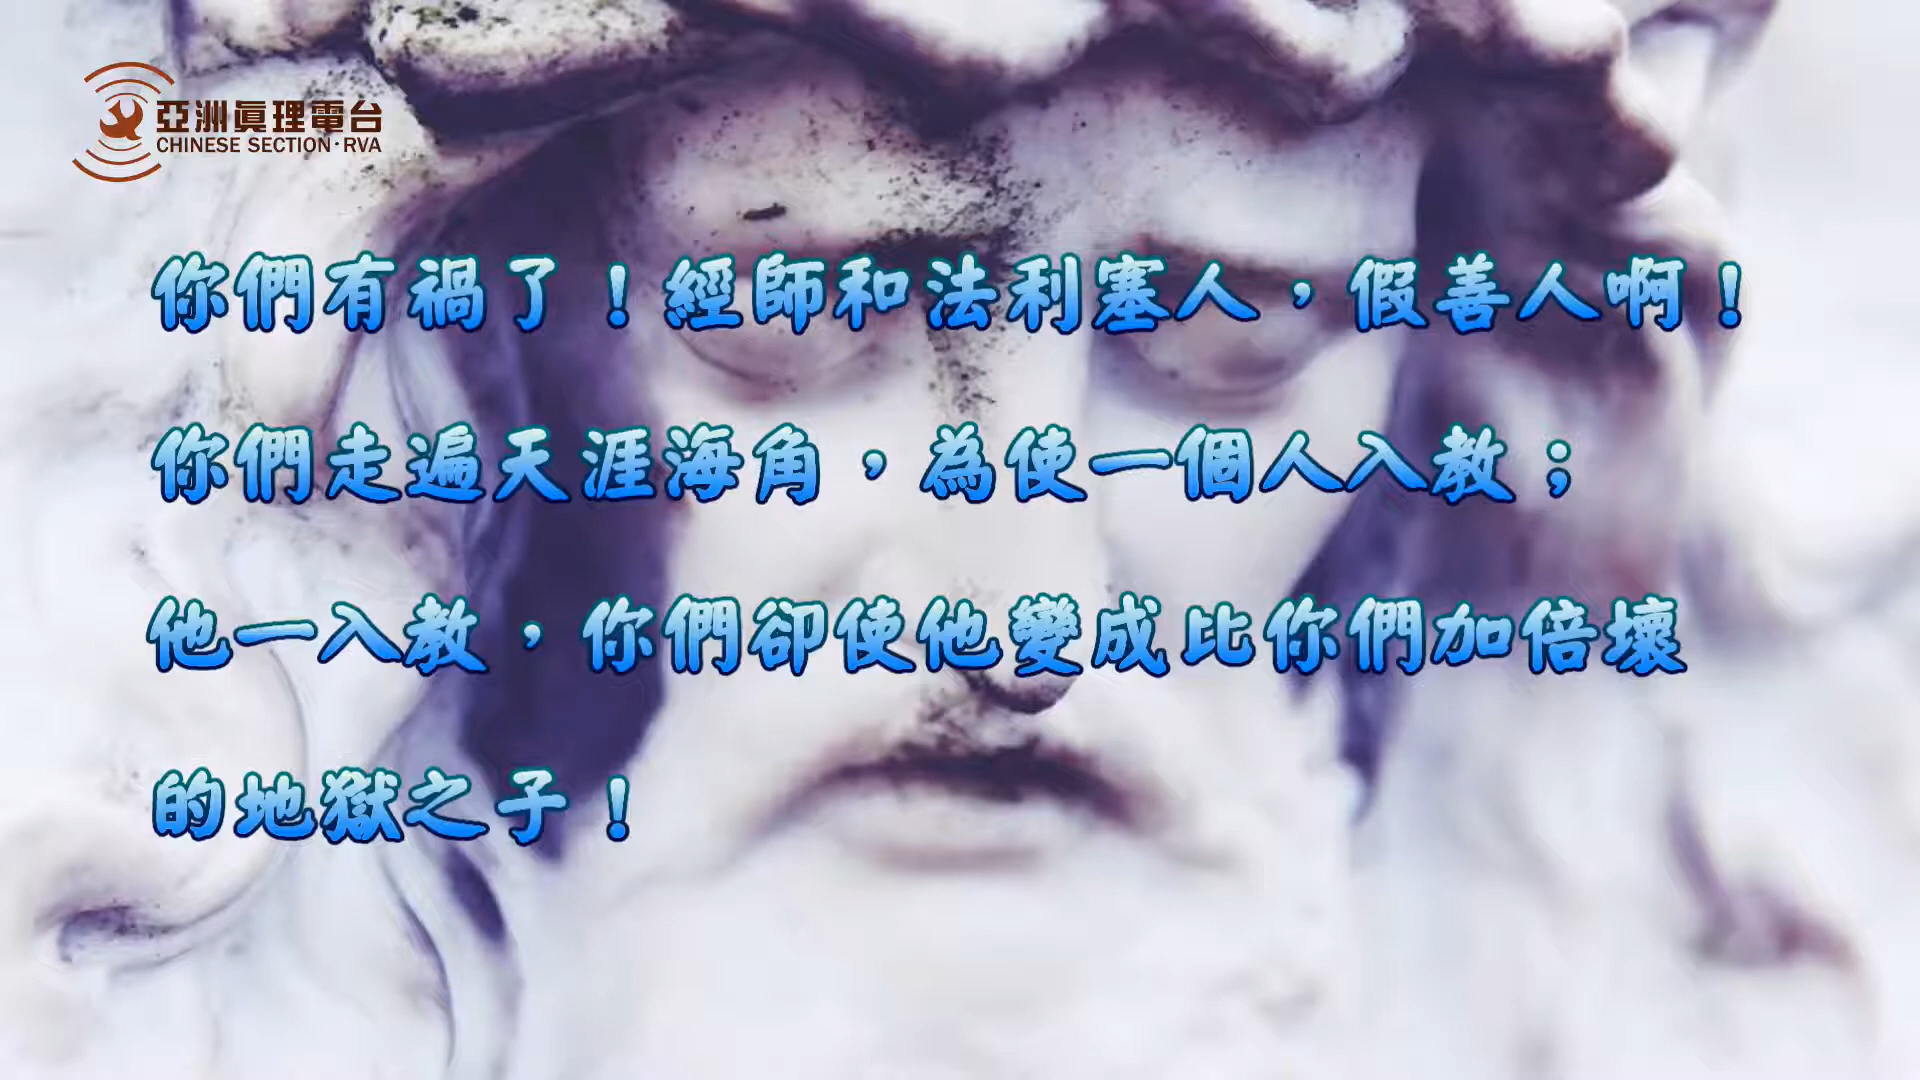 亞洲眞理電台
CHINESE SECTION·RVA
你們有禍了！經師和法利塞人，假善人啊！
你們走遍天涯海角，為使一個人入教；
他一入教，你們卻使他變成比你們加倍壞
的地獄之子！